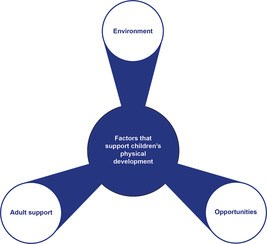 Environment
Factors that
support children's
physical
development
Adult support
Opportunities